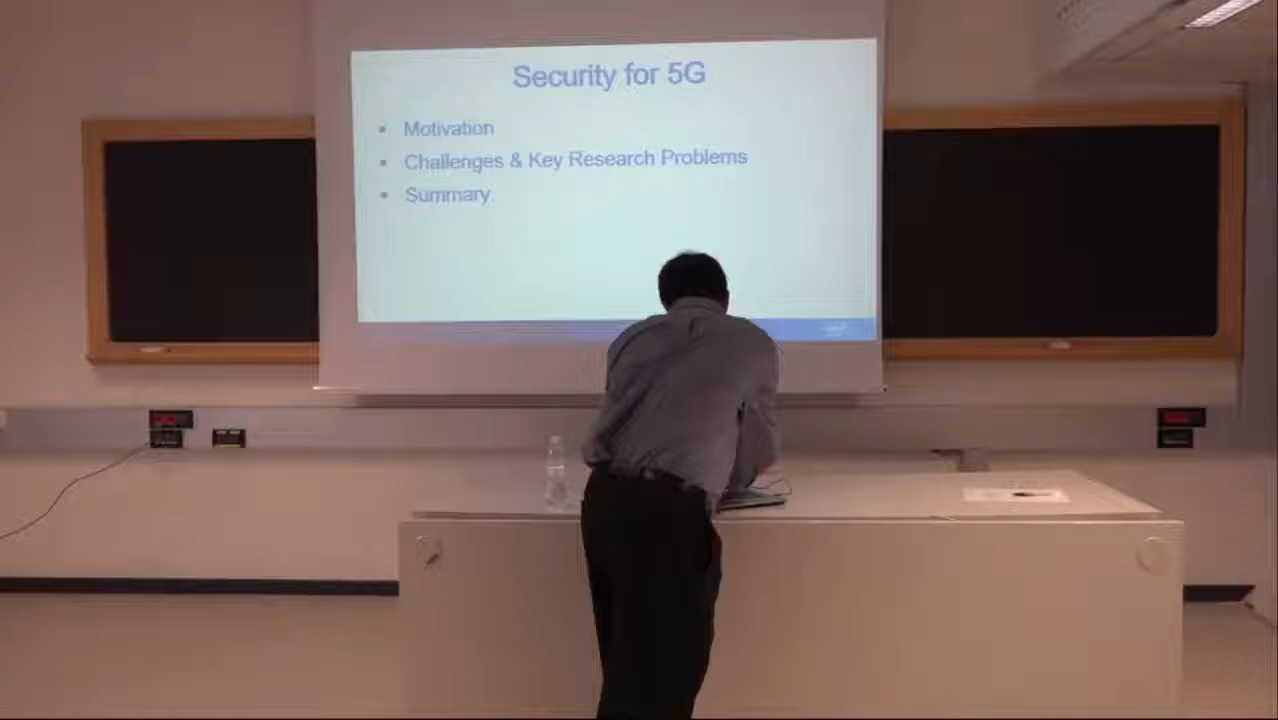 Security for 5G
Motivation
Challenges & Key Research Problems
Summary